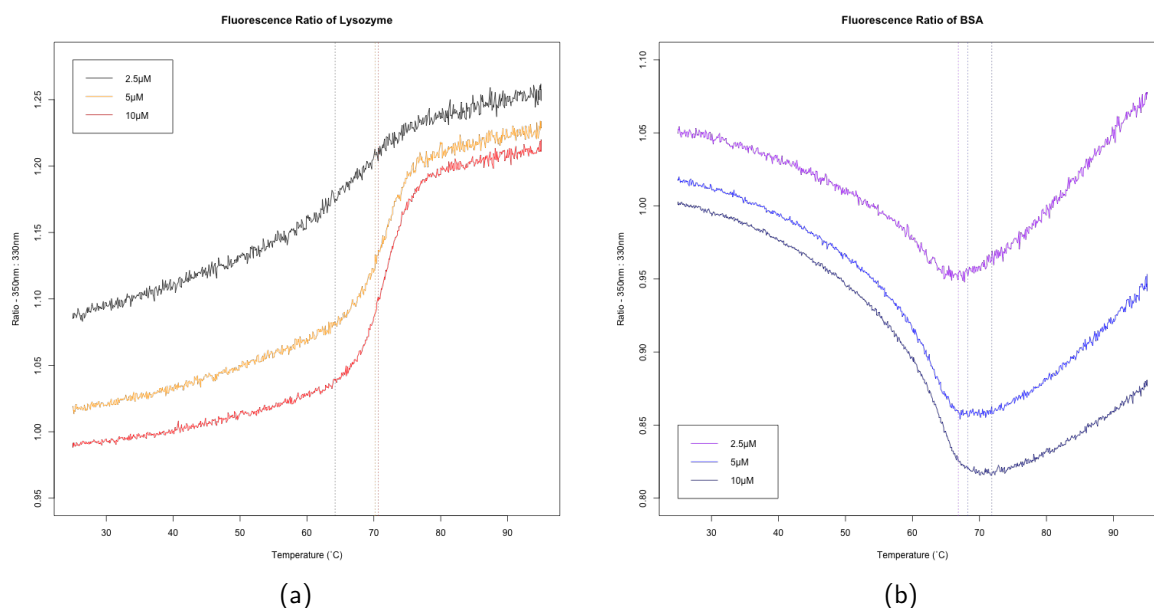 Fluorescence Ratio of Lysozyme
Ratio - 350nm : 330nm
0.95
1.00
1.05
1.10
1.15
1.20
1.25
2.5µM
5µM
10µM
30 40 50 60 70 80 90
Temperature (˚C)
(a)
Fluorescence Ratio of BSA
Ratio - 350nm : 330nm
0.80
0.85
0.90
0.95
1.00
1.05
1.10
2.5µM
5µM
10µM
30 40 50 60 70 80 90
Temperature (˚C)
(b)